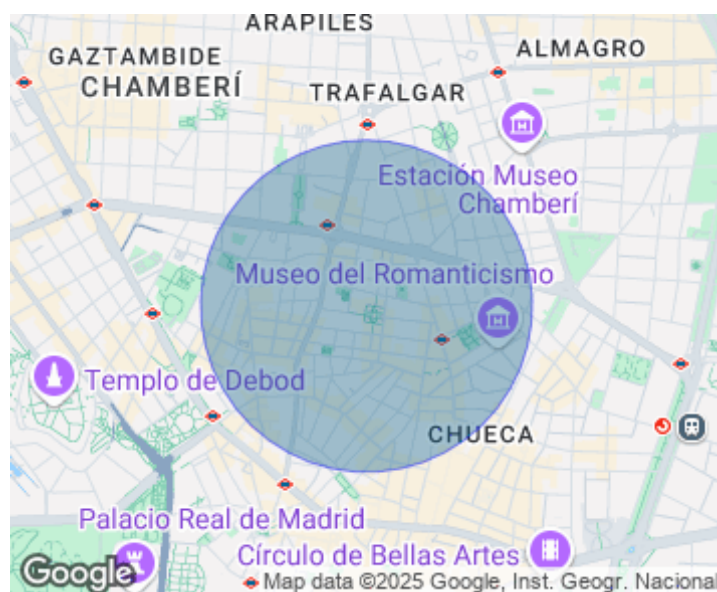 ARAPILES
GAZTAMBIDE
ALMAGRO
CHAMBERÍ
TRAFALGAR
Estación Museo
Chamberí
Museo del Romanticismo
Templo de Debod
CHUECA
Palacio Real de Madrid
Círculo de Bellas Artes
Google
Map data ©2025 Google, Inst. Geogr. Nacional